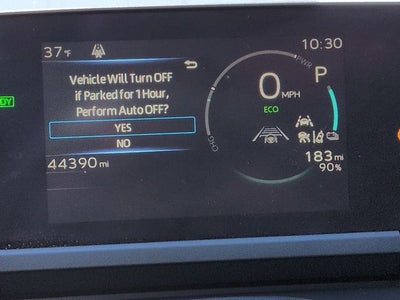 37°F
10:30
Vehicle Will Turn OFF
if Parked for 1 Hour,
Perform Auto OFF?
YES
NO
44390 mi
PWR
P
0 MPH
ECO
CHG
183 mi
90%